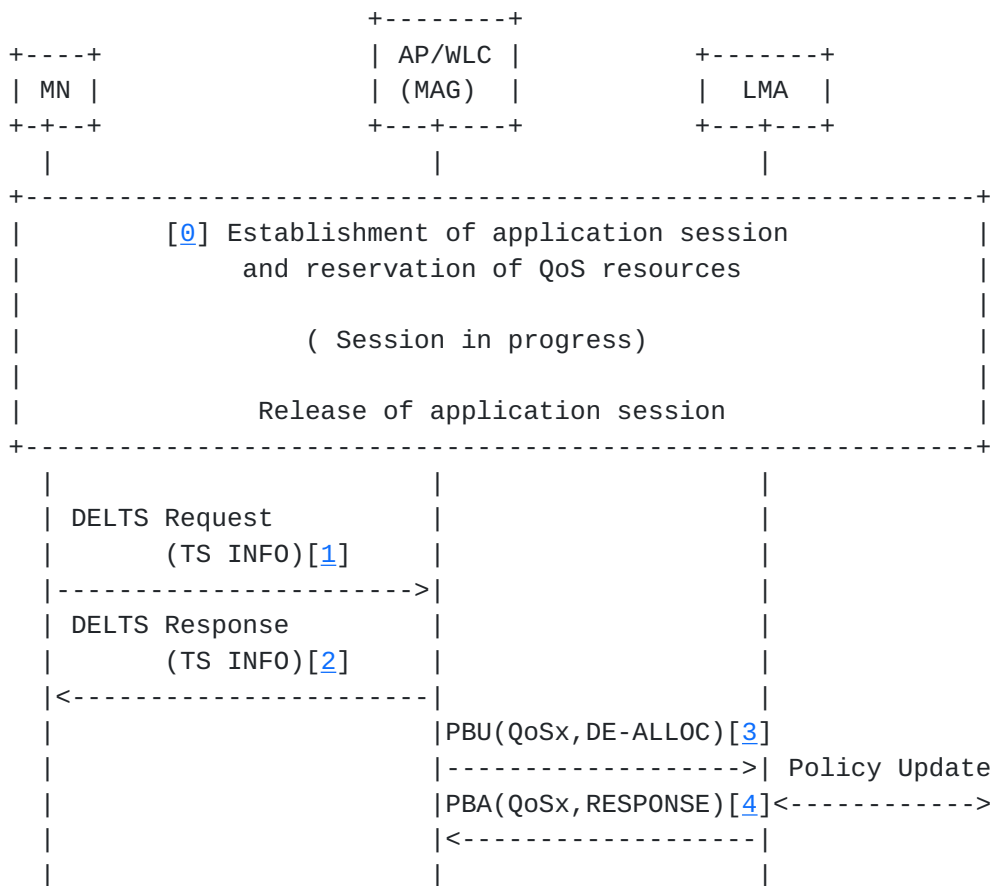 +--------+
+----+                 | AP/WLC |           +-------+
| MN |                 | (MAG)  |           |  LMA  |
+-+--+                 +---+----+           +---+---+
  |                        |                    |
+-------------------------------------------------------------+
|         [0] Establishment of application session            |
|              and reservation of QoS resources               |
|                                                             |
|                  ( Session in progress)                     |
|                                                             |
|               Release of application session                |
+-------------------------------------------------------------+
  |                        |                    |
  | DELTS Request          |                    |
  |       (TS INFO)[1]     |                    |
  |----------------------->|                    |
  | DELTS Response         |                    |
  |       (TS INFO)[2]     |                    |
  |<-----------------------|                    |
  |                        |PBU(QoSx,DE-ALLOC)[3]
  |                        |------------------->| Policy Update
  |                        |PBA(QoSx,RESPONSE)[4]<------------>
  |                        |<-------------------|
  |                        |                    |